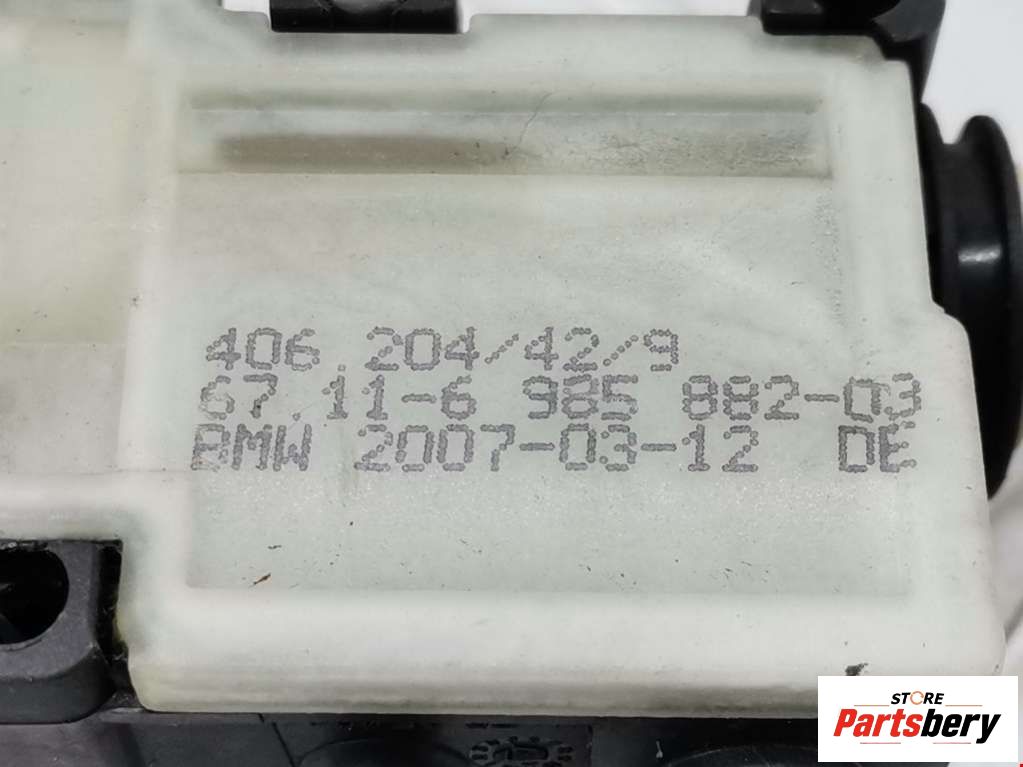 406.204/42/9
67.11-6 985 882-03
BMW 2007-03-12 DE
STORE
Partsbery